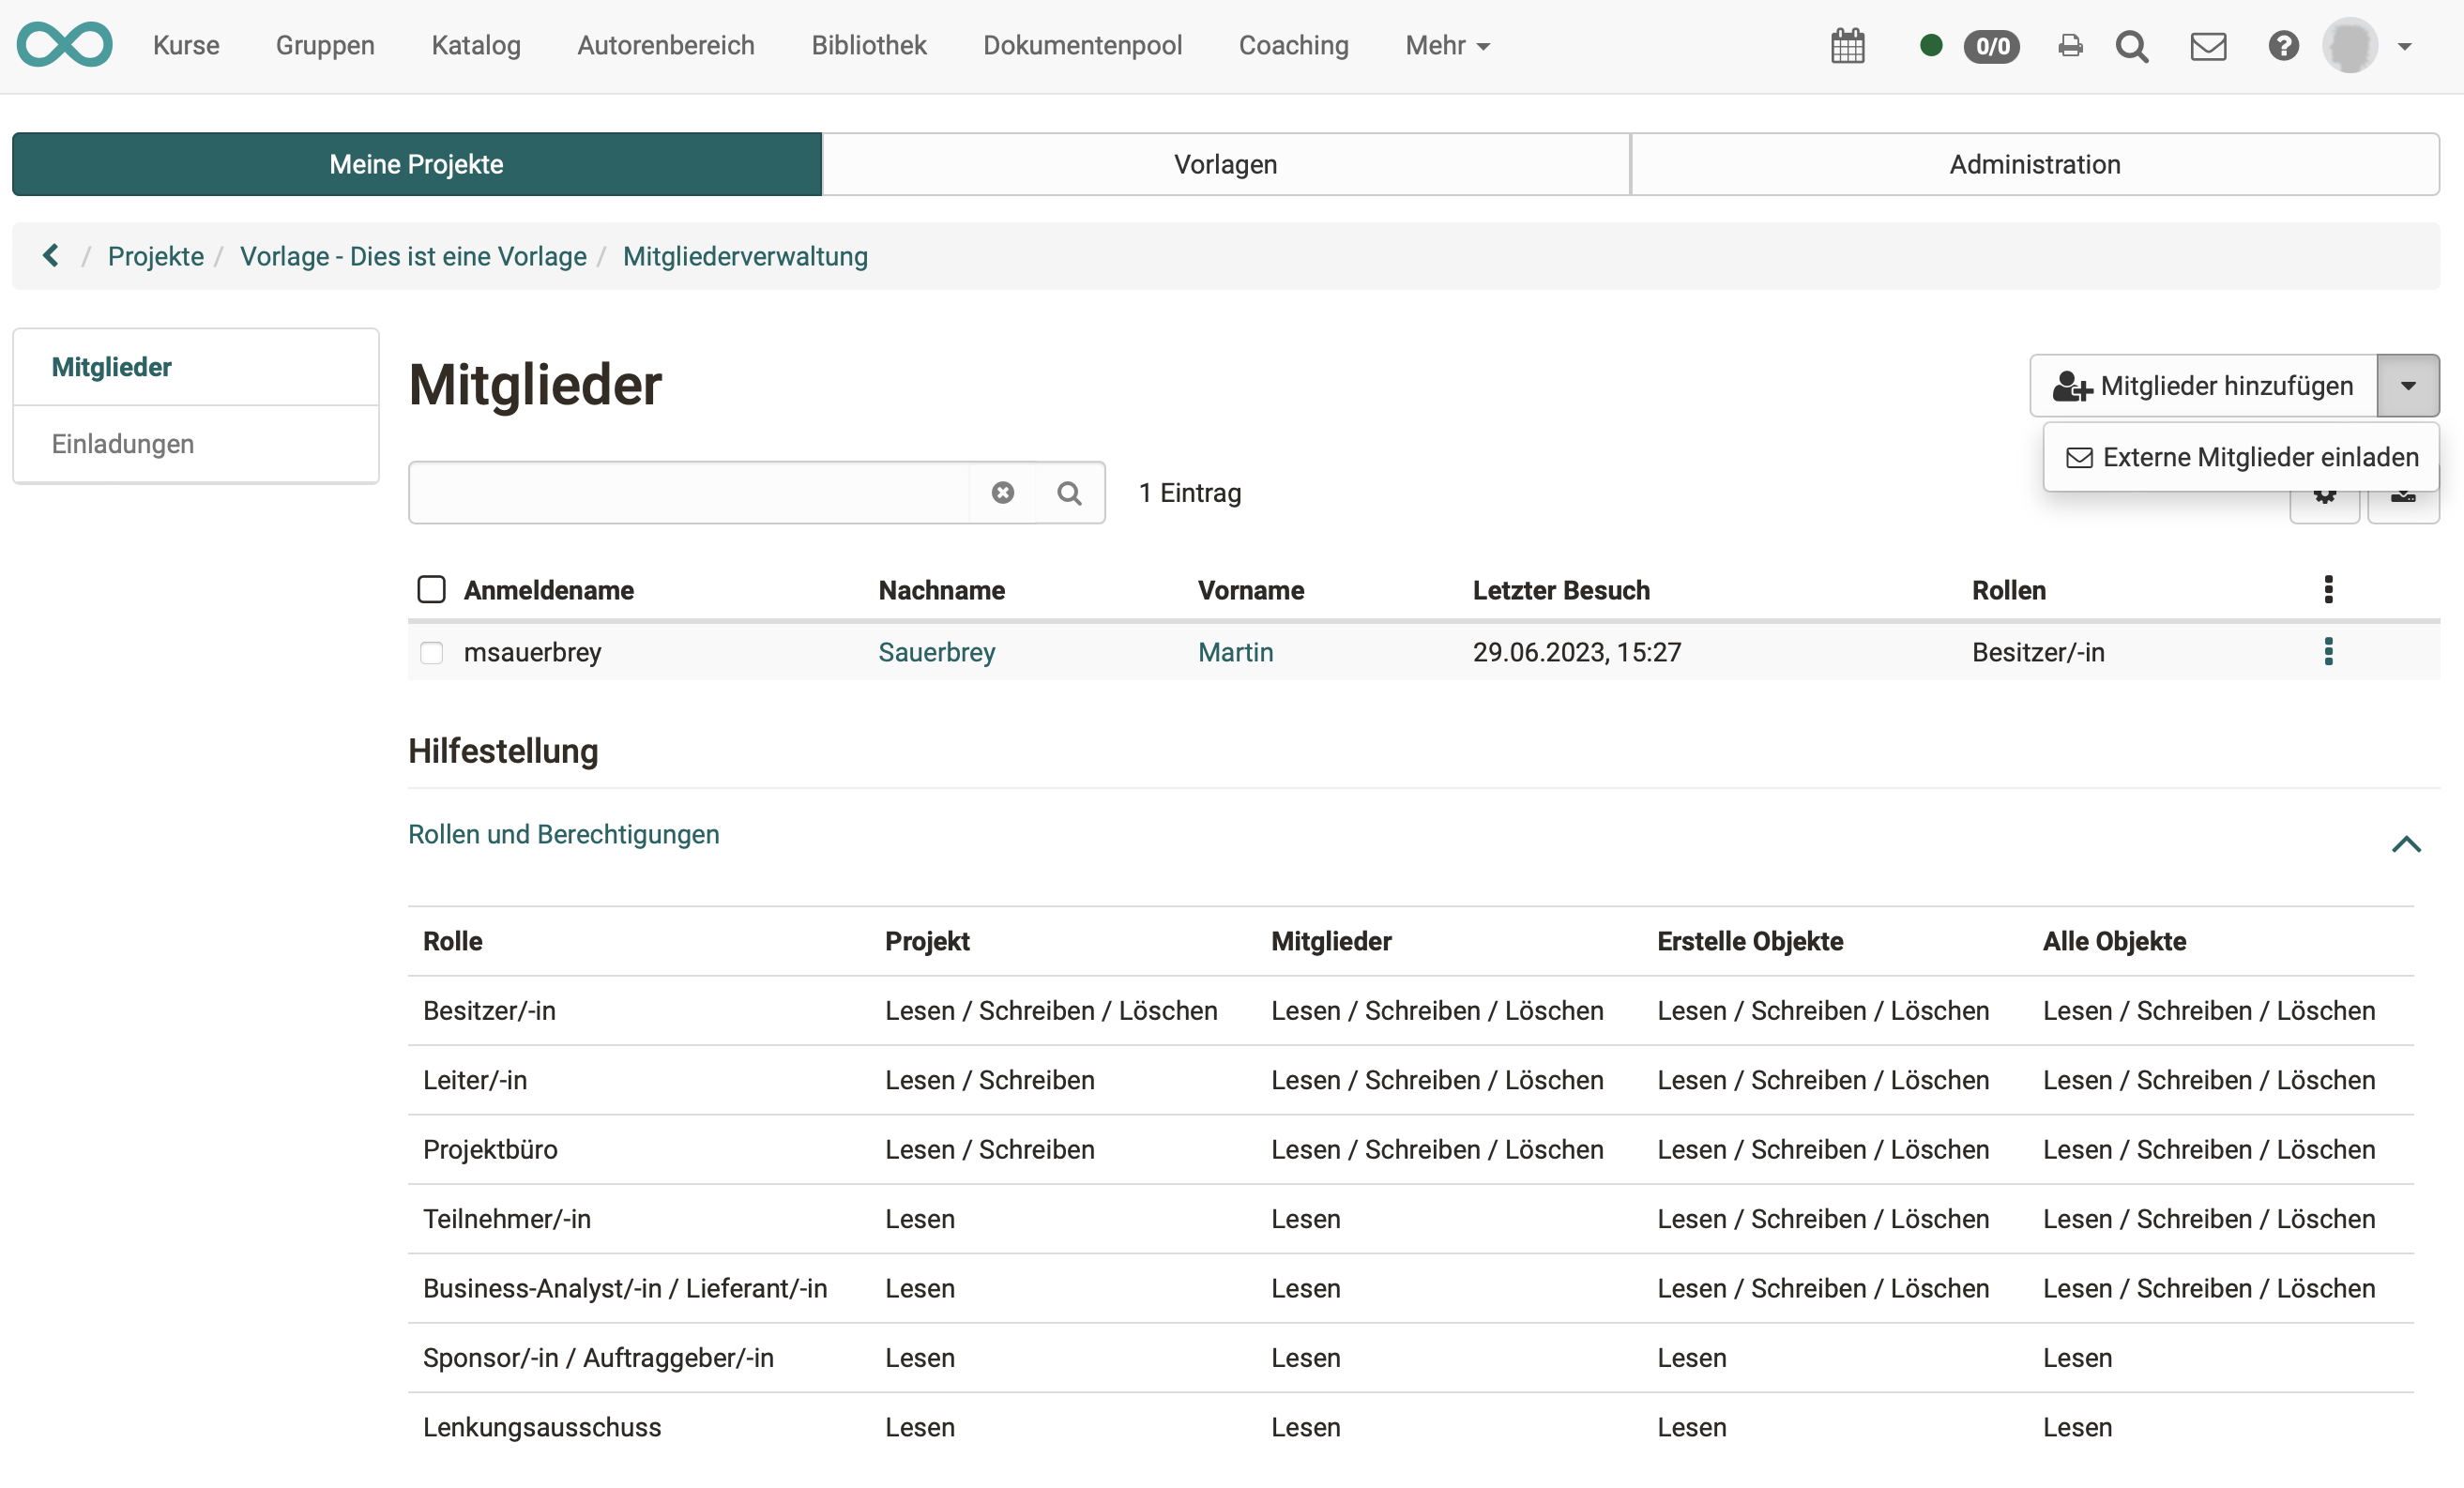 Kurse Gruppen Katalog Autorenbereich Bibliothek Dokumentenpool Coaching Mehr 0/0
Meine Projekte Vorlagen Administration
/ Projekte / Vorlage - Dies ist eine Vorlage / Mitgliederverwaltung
Mitglieder
Einladungen
Mitglieder
Mitglieder hinzufügen
Externe Mitglieder einladen
1 Eintrag
Anmeldename Nachname Vorname Letzter Besuch Rollen
msauerbrey Sauerbrey Martin 29.06.2023, 15:27 Besitzer/-in
Hilfestellung
Rollen und Berechtigungen
Rolle Projekt Mitglieder Erstelle Objekte Alle Objekte
Besitzer/-in Lesen / Schreiben / Löschen Lesen / Schreiben / Löschen Lesen / Schreiben / Löschen Lesen / Schreiben / Löschen
Leiter/-in Lesen / Schreiben Lesen / Schreiben / Löschen Lesen / Schreiben / Löschen Lesen / Schreiben / Löschen
Projektbüro Lesen / Schreiben Lesen / Schreiben / Löschen Lesen / Schreiben / Löschen Lesen / Schreiben / Löschen
Teilnehmer/-in Lesen Lesen Lesen / Schreiben / Löschen Lesen / Schreiben / Löschen
Business-Analyst/-in / Lieferant/-in Lesen Lesen Lesen / Schreiben / Löschen Lesen / Schreiben / Löschen
Sponsor/-in / Auftraggeber/-in Lesen Lesen Lesen Lesen
Lenkungsausschuss Lesen Lesen Lesen Lesen